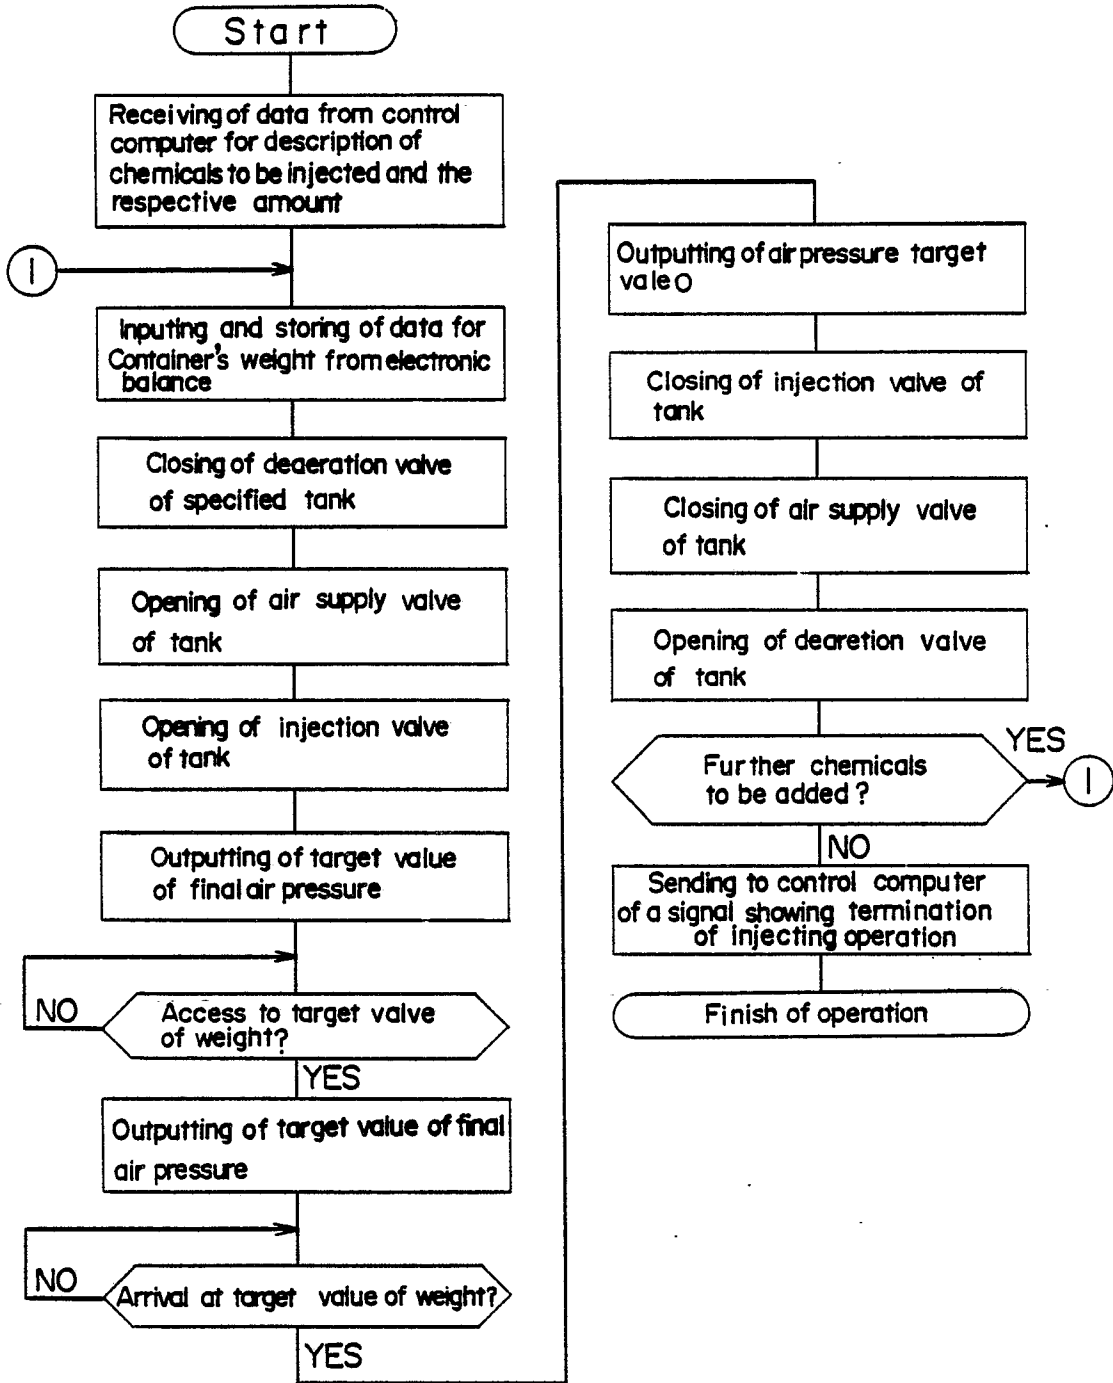 Start
Receiving of data from control
computer for description of
chemicals to be injected and the
respective amount
1
Inputing and storing of data for
Container's weight from electronic
balance
Closing of deaeration valve
of specified tank
Opening of air supply valve
of tank
Opening of injection valve
of tank
Outputting of target value
of final air pressure
NO
Access to target valve
of weight?
YES
Outputting of target value of final
air pressure
NO
Arrival at target value of weight?
YES
Outputting of air pressure target
vale 0
Closing of injection valve of
tank
Closing of air supply valve
of tank
Opening of dearetion valve
of tank
Further chemicals
to be added?
YES
1
NO
Sending to control computer
of a signal showing termination
of injecting operation
Finish of operation